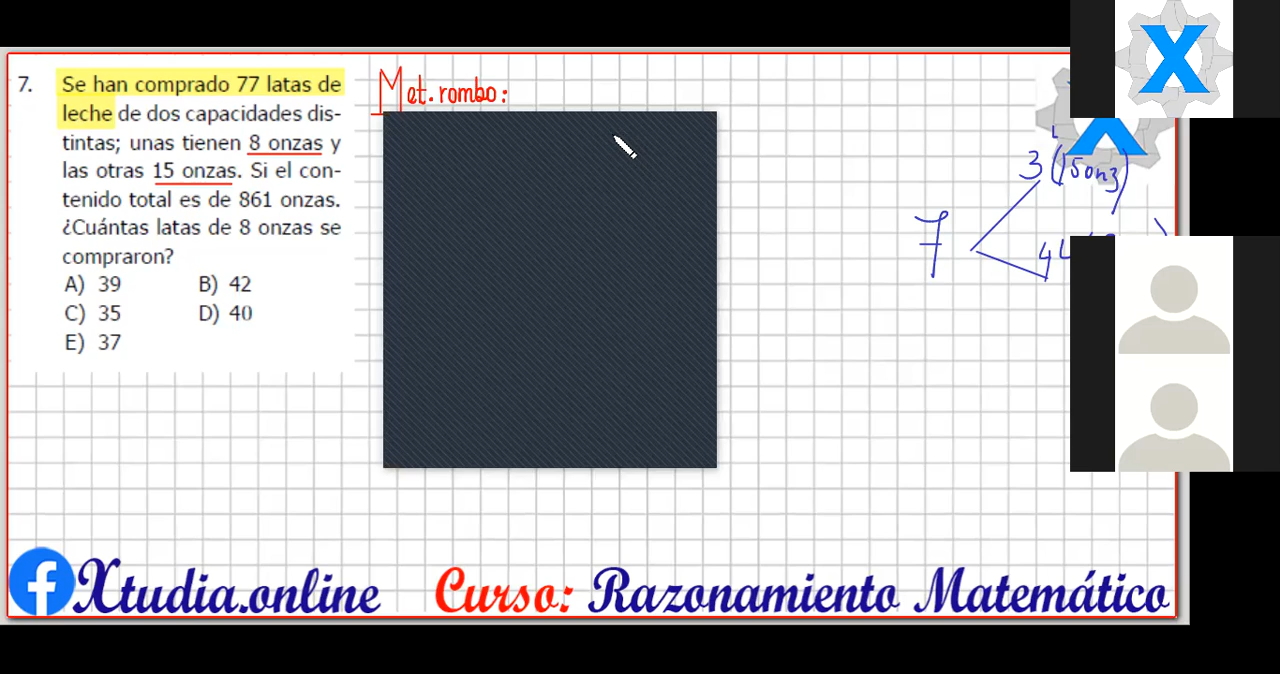 7. Se han comprado 77 latas de
leche de dos capacidades dis-
tintas; unas tienen 8 onzas y
las otras 15 onzas. Si el con-
tenido total es de 861 onzas.
¿Cuántas latas de 8 onzas se
compraron?
A) 39 B) 42
C) 35 D) 40
E) 37
Met. rombo:
X
3 (15onz)
7
Xtudia.online
Curso: Razonamiento Matemático